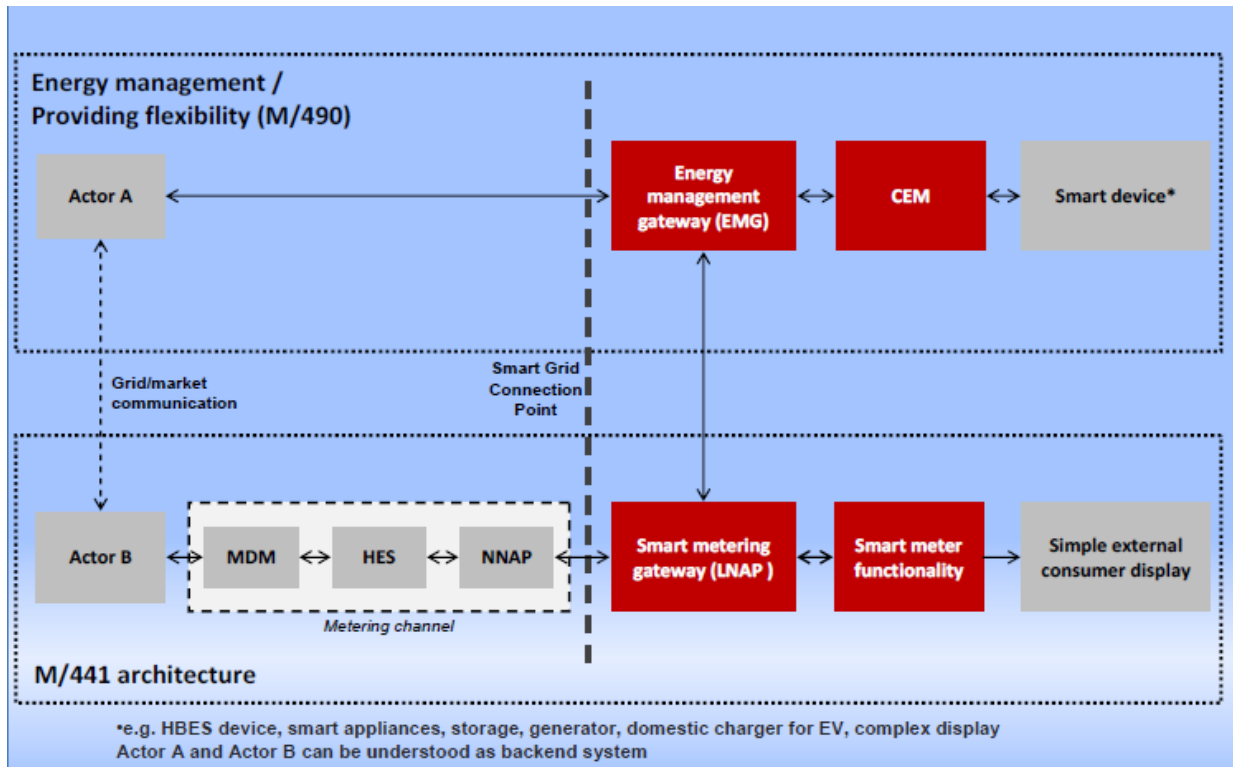 Energy management /
Providing flexibility (M/490)
Actor A
Energy
management
gateway (EMG)
CEM
Smart device*
Grid/market
communication
Smart Grid
Connection
Point
Actor B
MDM
HES
NNAP
Smart metering
gateway (LNAP )
Smart meter
functionality
Simple external
consumer display
Metering channel
M/441 architecture
•e.g. HBES device, smart appliances, storage, generator, domestic charger for EV, complex display
Actor A and Actor B can be understood as backend system